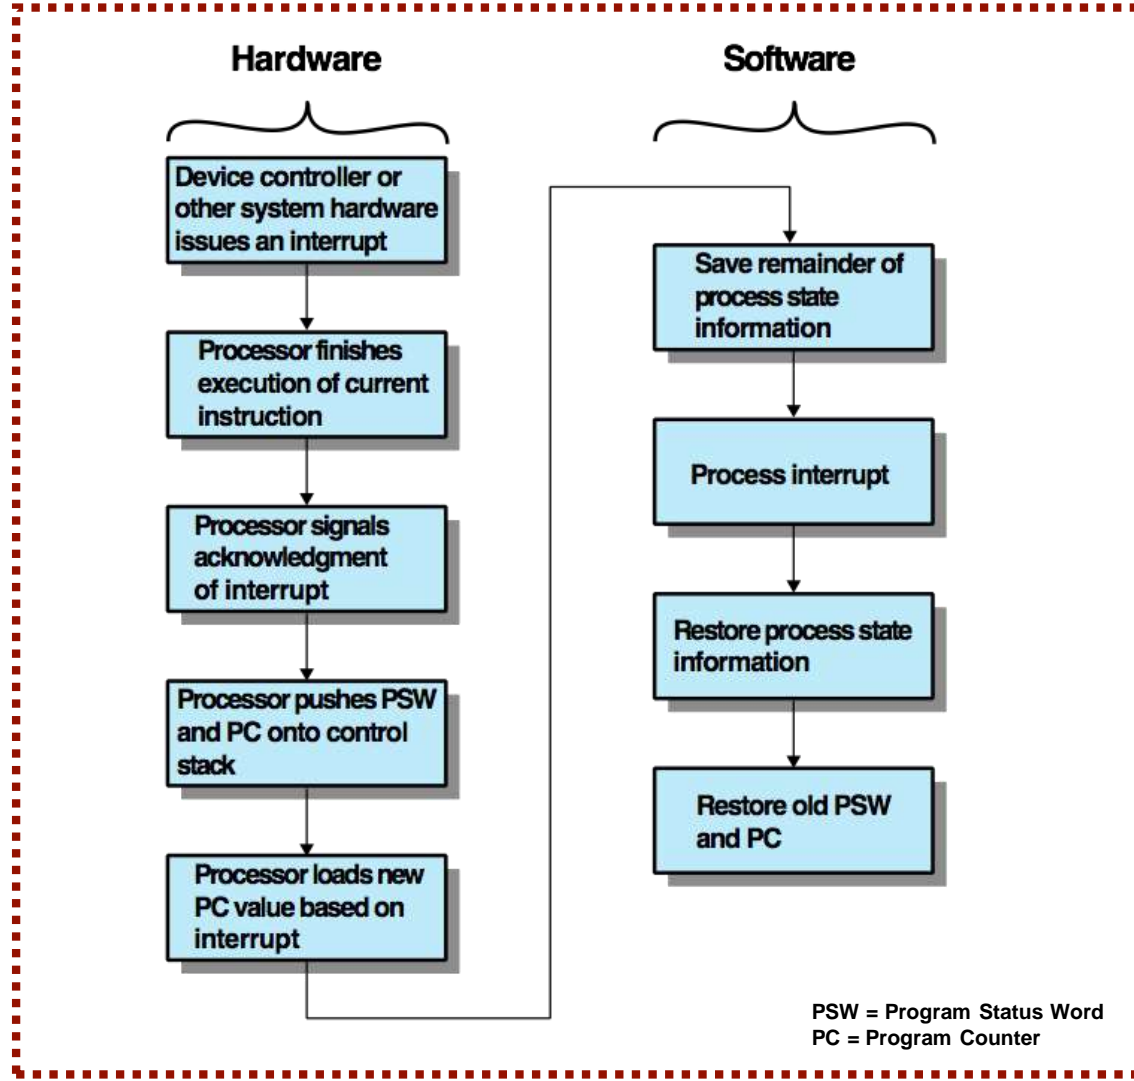 Hardware
Device controller or
other system hardware
issues an interrupt
Processor finishes
execution of current
instruction
Processor signals
acknowledgment
of interrupt
Processor pushes PSW
and PC onto control
stack
Processor loads new
PC value based on
interrupt
Software
Save remainder of
process state
information
Process interrupt
Restore process state
information
Restore old PSW
and PC
PSW = Program Status Word
PC = Program Counter